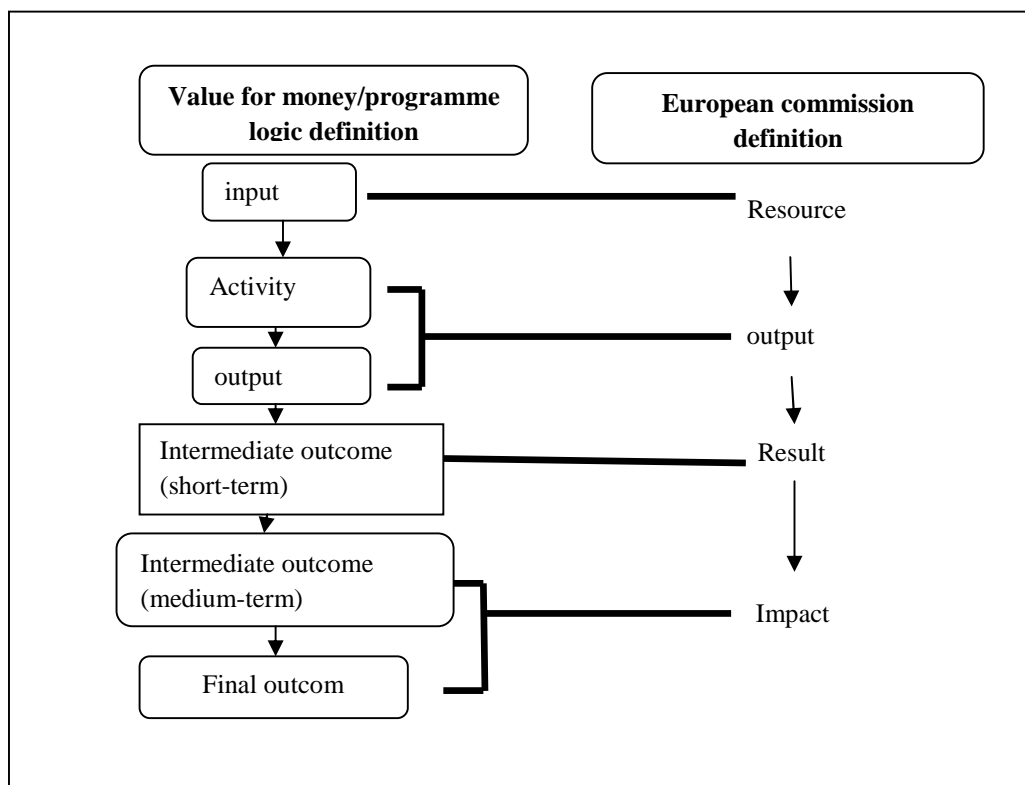 Value for money/programme
logic definition
European commission
definition
input
Resource
Activity
output
output
Intermediate outcome
(short-term)
Result
Intermediate outcome
(medium-term)
Impact
Final outcom